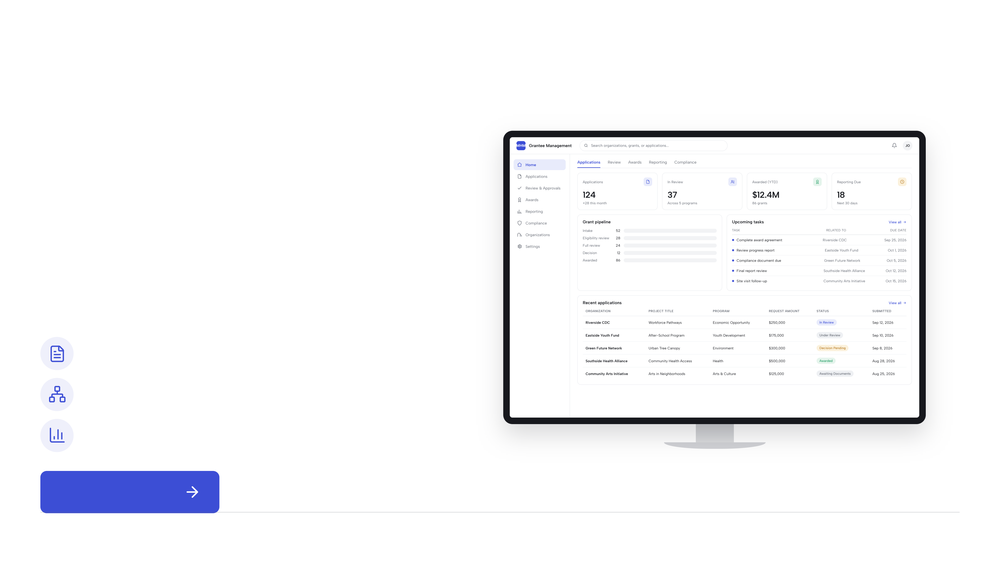 MHM Grantee Management
Search organizations, grants, or applications...
JO
Home
Applications
Review & Approvals
Awards
Reporting
Compliance
Organizations
Settings
Applications Review Awards Reporting Compliance
Applications
124
+28 this month
In Review
37
Across 5 programs
Awarded (YTD)
$12.4M
86 grants
Reporting Due
18
Next 30 days
Grant pipeline
Intake 52
Eligibility review 28
Full review 24
Decision 12
Awarded 86
Upcoming tasks View all →
TASK RELATED TO DUE DATE
Complete award agreement Riverside CDC Sep 25, 2026
Review progress report Eastside Youth Fund Oct 1, 2026
Compliance document due Green Future Network Oct 5, 2026
Final report review Southside Health Alliance Oct 12, 2026
Site visit follow-up Community Arts Initiative Oct 15, 2026
Recent applications View all →
ORGANIZATION PROJECT TITLE PROGRAM REQUEST AMOUNT STATUS SUBMITTED
Riverside CDC Workforce Pathways Economic Opportunity $250,000 In Review Sep 12, 2026
Eastside Youth Fund After-School Program Youth Development $175,000 Under Review Sep 10, 2026
Green Future Network Urban Tree Canopy Environment $300,000 Decision Pending Sep 8, 2026
Southside Health Alliance Community Health Access Health $500,000 Awarded Aug 28, 2026
Community Arts Initiative Arts in Neighborhoods Arts & Culture $125,000 Awaiting Documents Aug 25, 2026